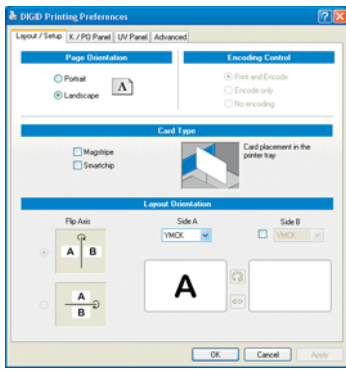 DIGID Printing Preferences
Layout / Setup K / PO Panel UV Panel Advanced
Page Orientation
Portrait
Landscape
A
Encoding Control
Print and Encode
Encode only
No encoding
Card Type
Magstripe
Smartchip
Card placement in the
printer tray
Layout Orientation
Flip Axis
A B
A
B
Side A
YMCK
A
Side B
YMCK
OK Cancel Apply